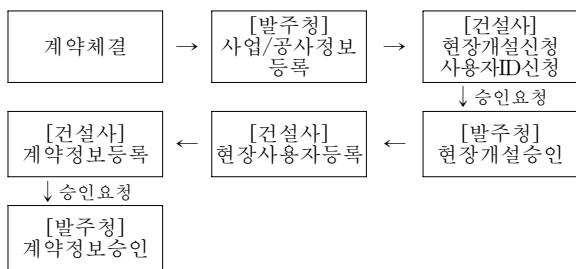 계약체결
→
[발주청]
사업/공사정보
등록
→
[건설사]
현장개설신청
사용자ID신청
↓승인요청
[발주청]
현장개설승인
←
[건설사]
현장사용자등록
←
[건설사]
계약정보등록
↓승인요청
[발주청]
계약정보승인